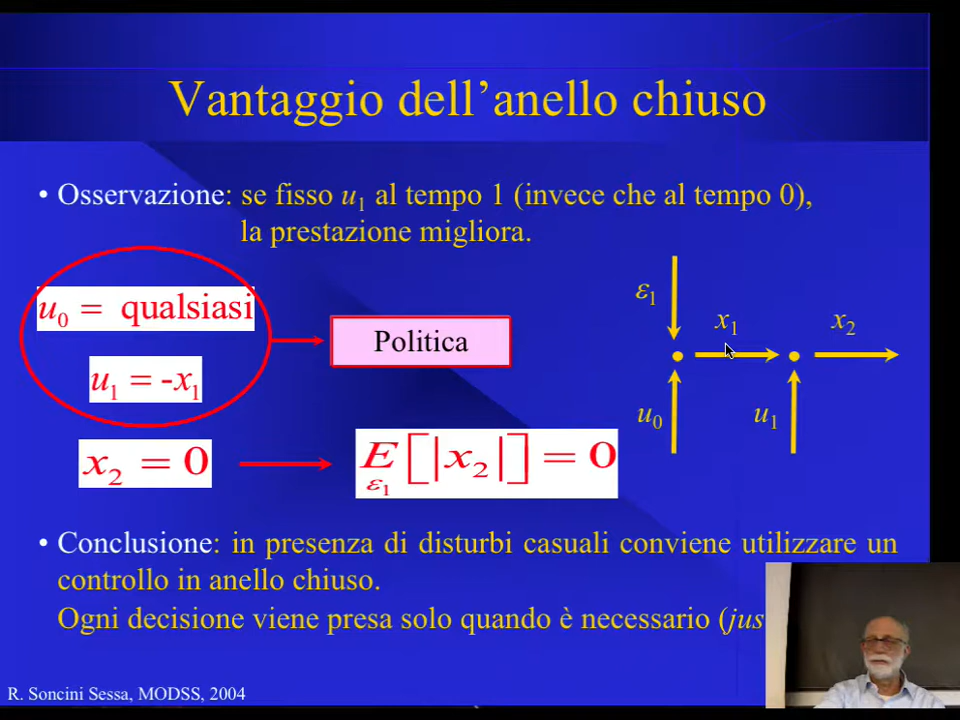 Vantaggio dell’anello chiuso
• Osservazione: se fisso u₁ al tempo 1 (invece che al tempo 0),
la prestazione migliora.
u₀ = qualsiasi
u₁ = -x₁
Politica
x₂ = 0
E [|x₂|] = 0
ε₁
ε₁
x₁
x₂
u₀
u₁
• Conclusione: in presenza di disturbi casuali conviene utilizzare un
controllo in anello chiuso.
Ogni decisione viene presa solo quando è necessario (jus
R. Soncini Sessa, MODSS, 2004